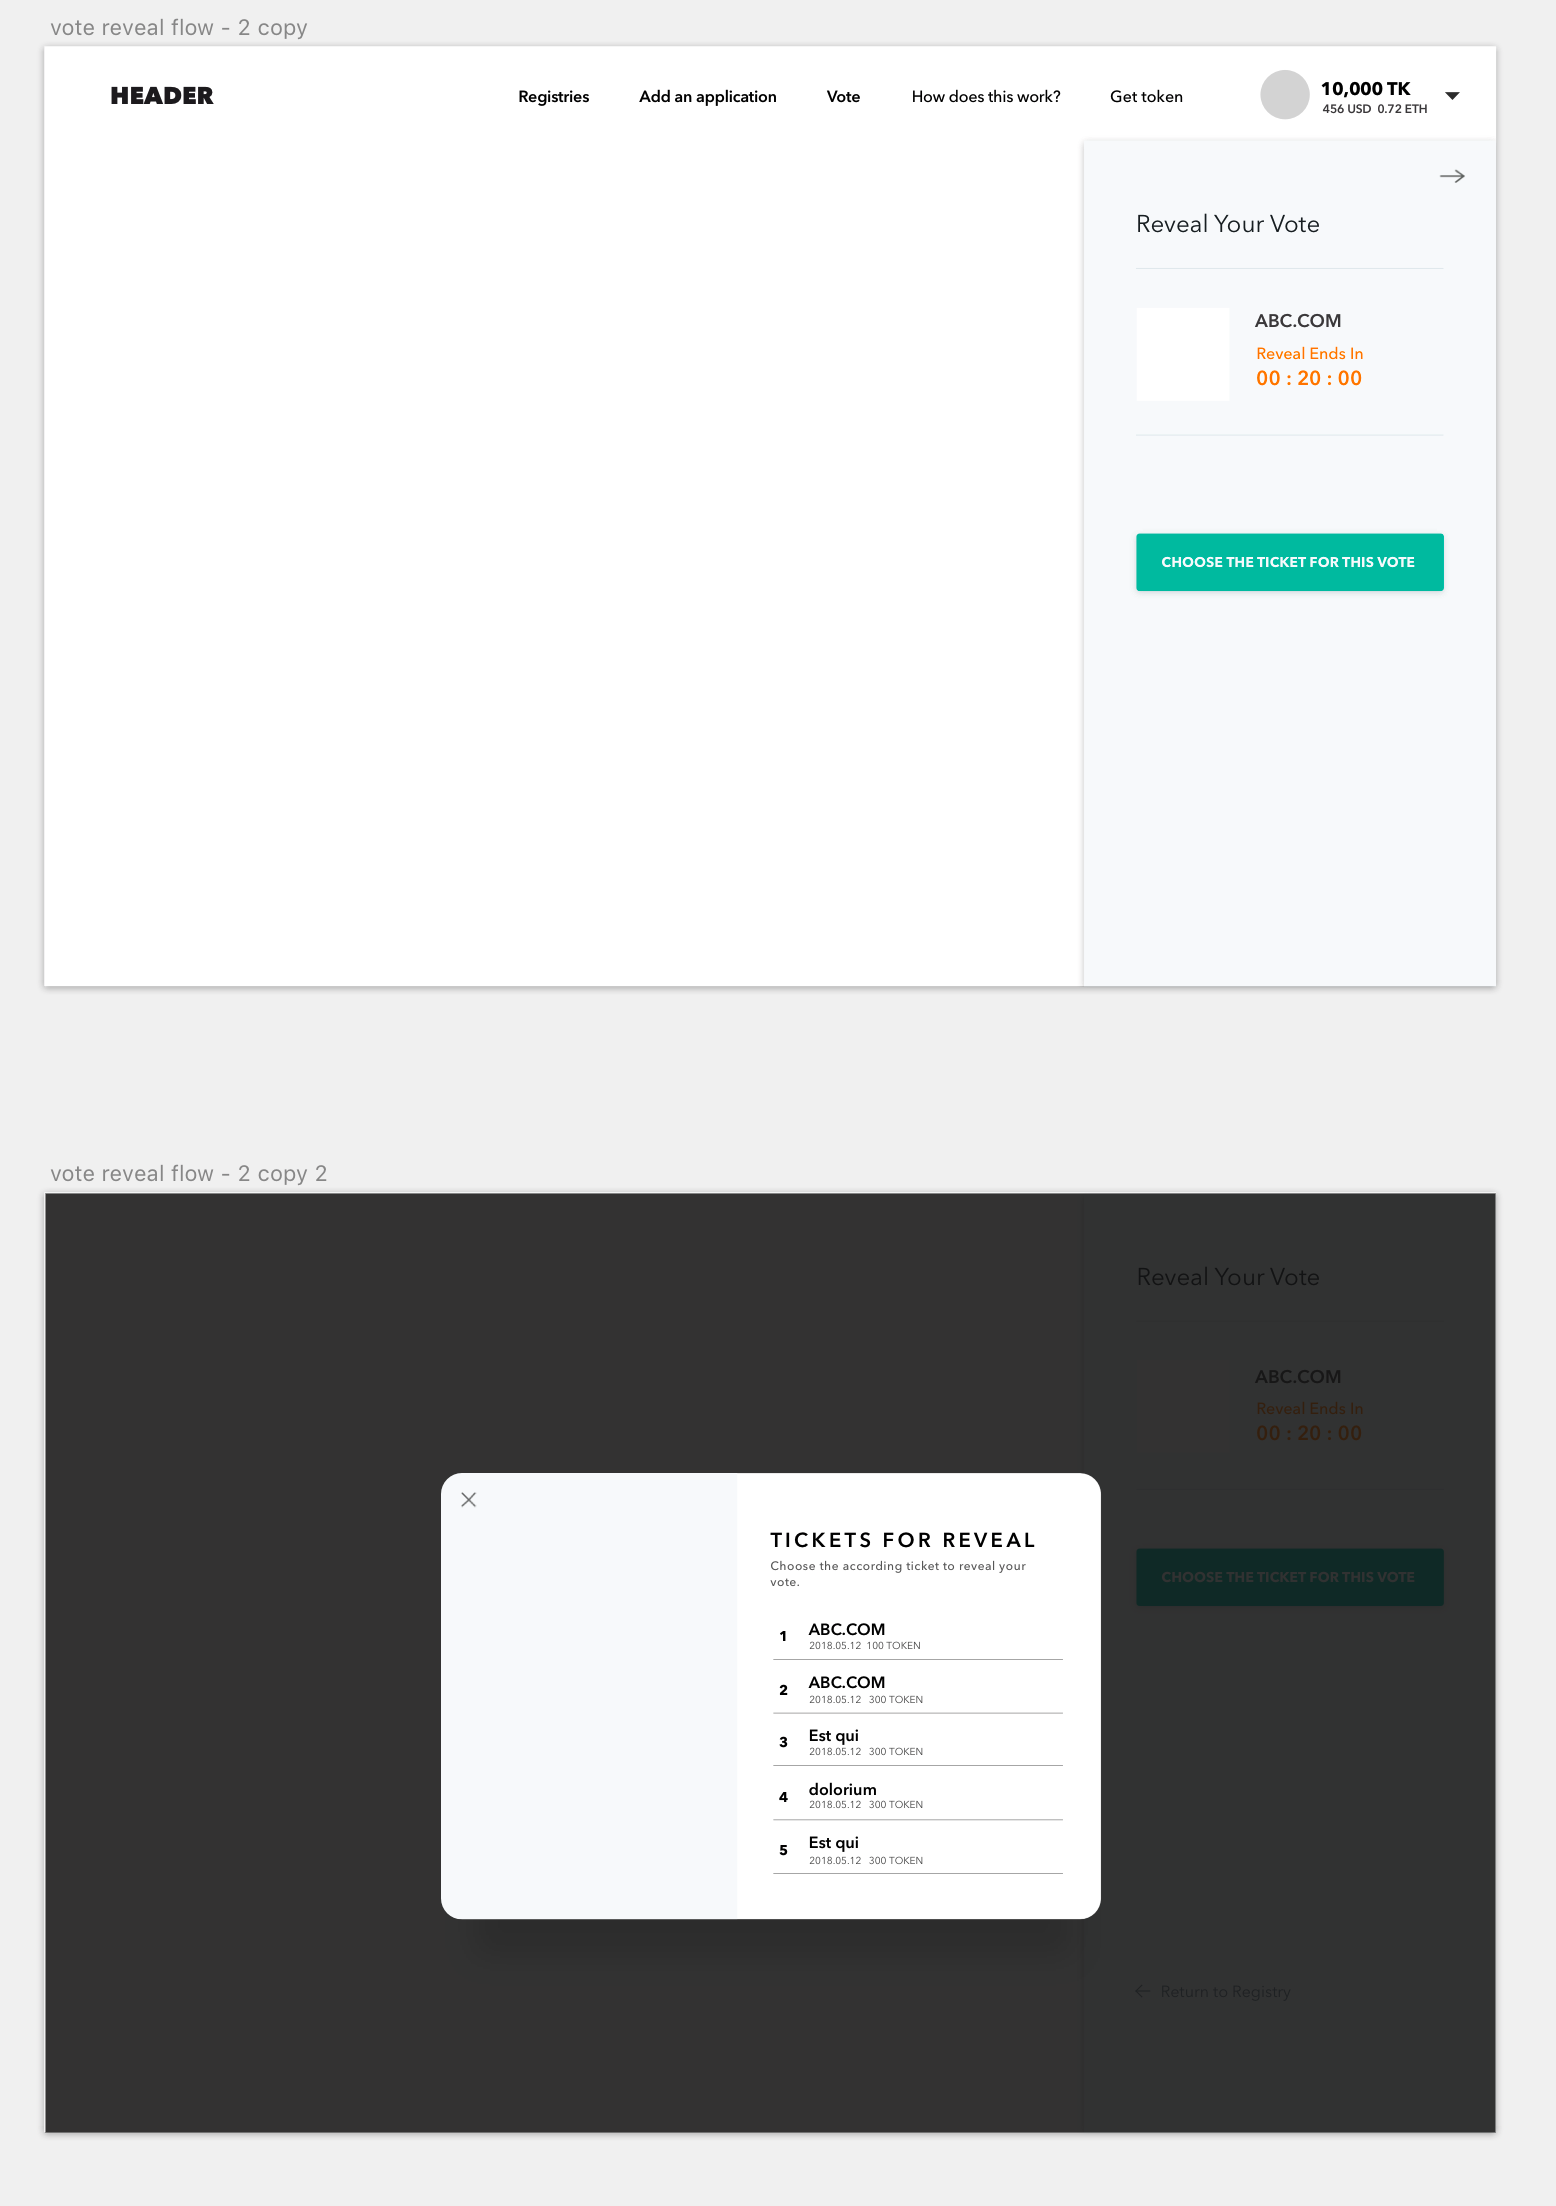 vote reveal flow - 2 copy
HEADER
Registries
Add an application
Vote
How does this work?
Get token
10,000 TK
456 USD 0.72 ETH
Reveal Your Vote
ABC.COM
Reveal Ends In
00 : 20 : 00
CHOOSE THE TICKET FOR THIS VOTE
vote reveal flow - 2 copy 2
Reveal Your Vote
ABC.COM
Reveal Ends In
00 : 20 : 00
CHOOSE THE TICKET FOR THIS VOTE
TICKETS FOR REVEAL
Choose the according ticket to reveal your
vote.
1 ABC.COM
2018.05.12 100 TOKEN
2 ABC.COM
2018.05.12 300 TOKEN
3 Est qui
2018.05.12 300 TOKEN
4 dolorium
2018.05.12 300 TOKEN
5 Est qui
2018.05.12 300 TOKEN
Return to Registry